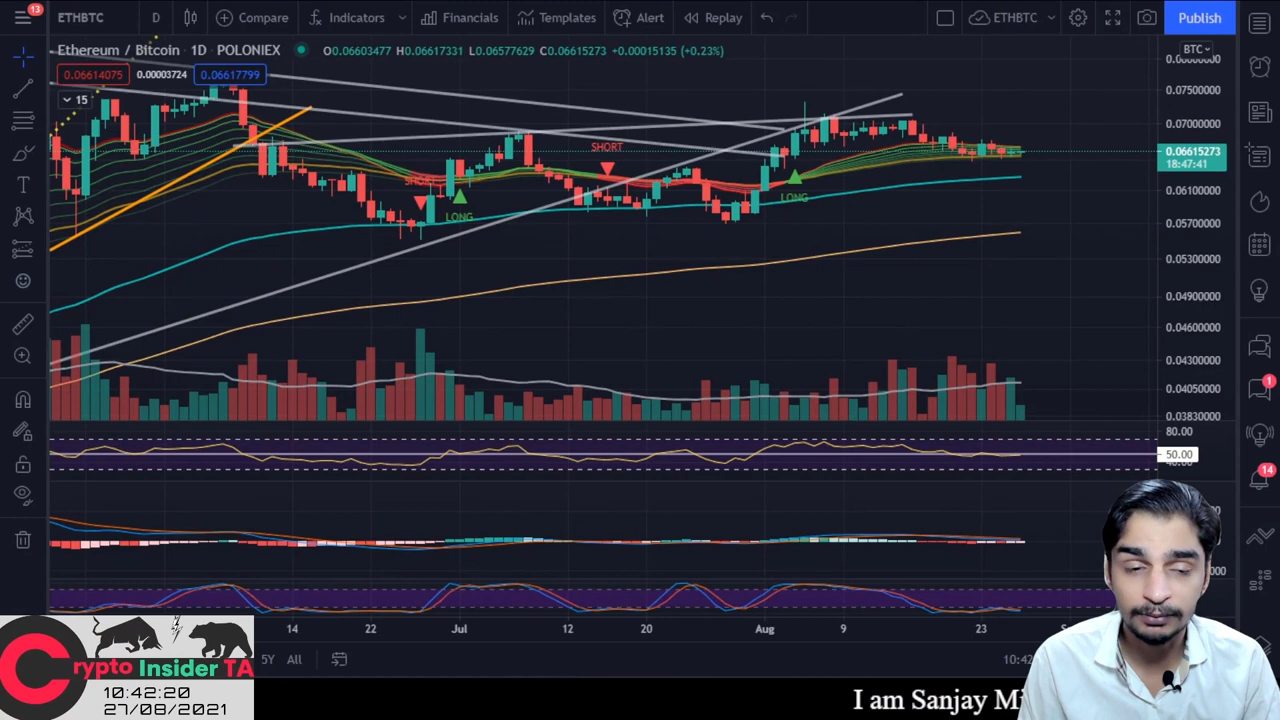 13
ETHBTC
D
Compare
Indicators
Financials
Templates
Alert
Replay
ETHBTC
Publish
Ethereum / Bitcoin · 1D · POLONIEX
O0.06603477 H0.06617331 L0.06577629 C0.06615273 +0.00015135 (+0.23%)
BTC
0.06614075
0.00003724
0.06617799
15
0.07500000
0.07000000
0.06615273
18:47:41
0.06100000
0.05700000
0.05300000
0.04900000
0.04600000
0.04300000
0.04050000
0.03830000
SHORT
LONG
SHORT
LONG
80.00
50.00
1
14
14
22
Jul
12
20
Aug
9
23
5Y
All
10:42
Crypto Insider TA
10:42:20
27/08/2021
I am Sanjay